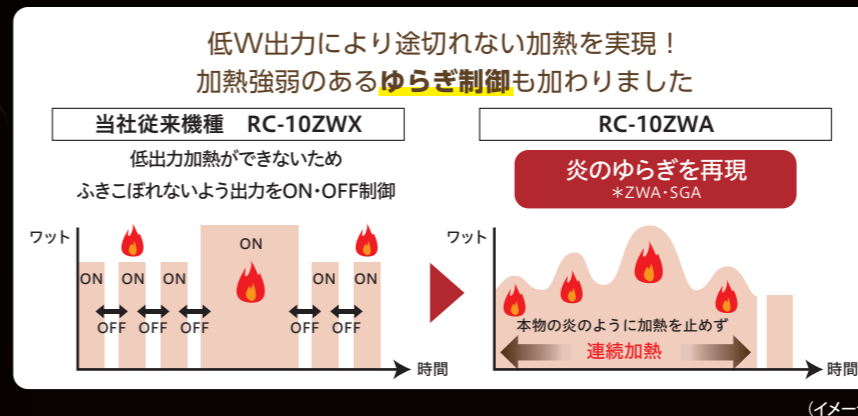 低W出力により途切れない加熱を実現！
加熱強弱のあるゆらぎ制御も加わりました
当社従来機種 RC-10ZWX
低出力加熱ができないため
ふきこぼれないよう出力をON・OFF制御
ワット
ON
ON
ON
ON
ON
ON
OFF
OFF
OFF
OFF
OFF
時間
RC-10ZWA
炎のゆらぎを再現
＊ZWA・SGA
ワット
本物の炎のように加熱を止めず
連続加熱
時間